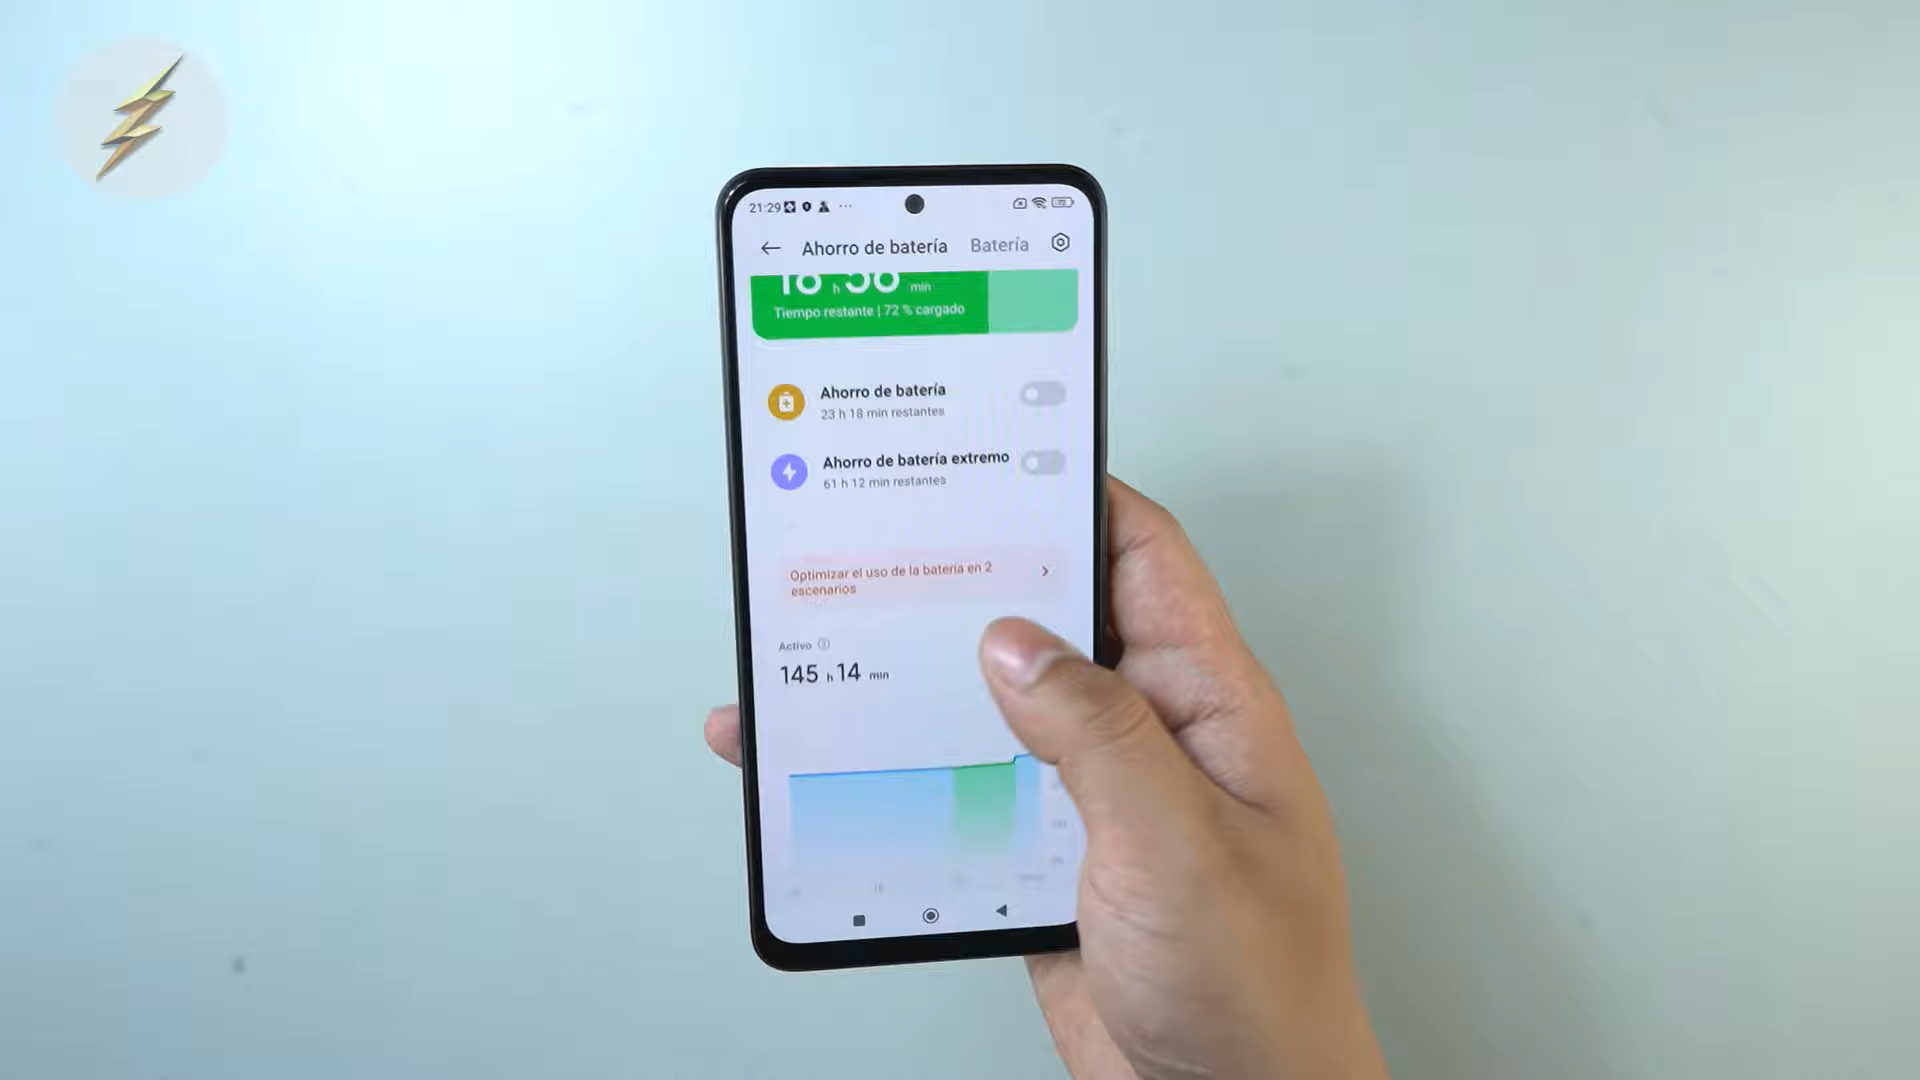 21:29
Ahorro de batería Batería
h min
Tiempo restante | 72 % cargado
Ahorro de batería
23 h 18 min restantes
Ahorro de batería extremo
61 h 12 min restantes
Optimizar el uso de la batería en 2
escenarios
Activo
145 h 14 min